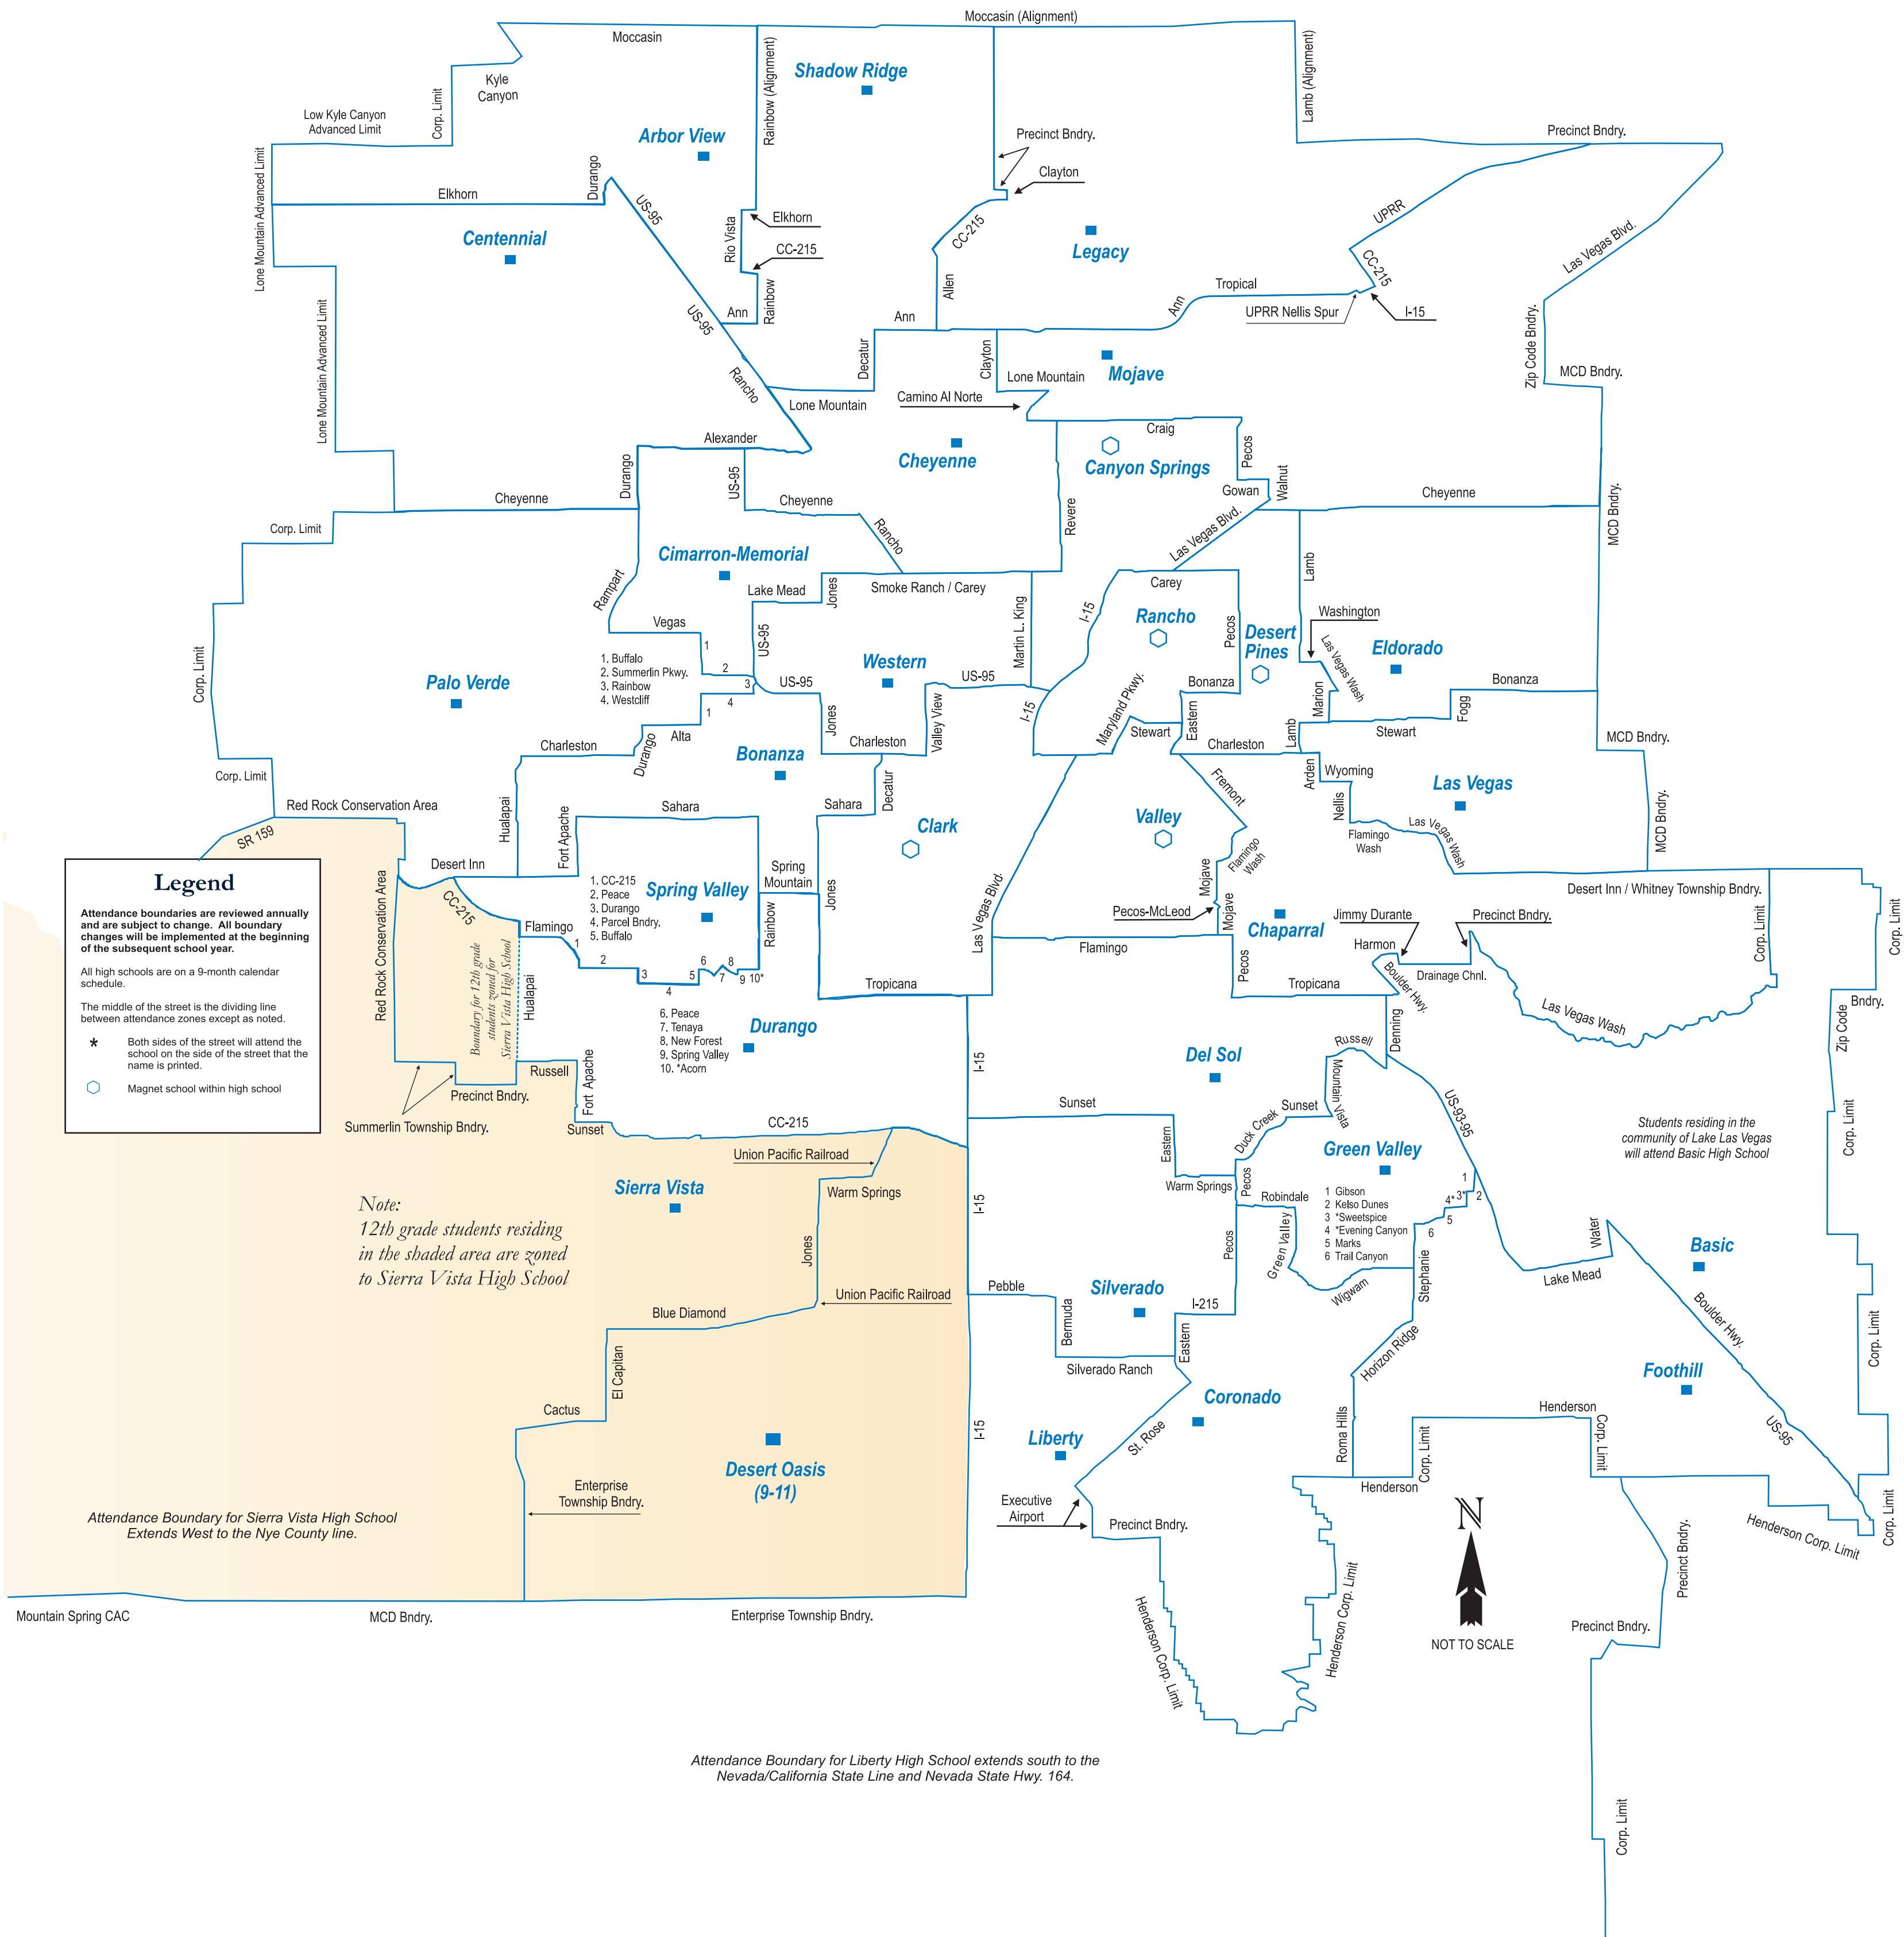 Moccasin (Alignment)
Moccasin
Rainbow (Alignment)
Shadow Ridge
Lamb (Alignment)
Kyle
Canyon
Corp. Limit
Low Kyle Canyon
Advanced Limit
Arbor View
Precinct Bndry.
Precinct Bndry.
Clayton
Lone Mountain Advanced Limit
Elkhorn
Durango
US-95
Elkhorn
Rio Vista
CC-215
CC-215
UPRR
Centennial
Legacy
Las Vegas Blvd.
CC-215
Allen
Tropical
Ann
UPRR Nellis Spur
I-15
Rainbow
Ann
US-95
Ann
Lone Mountain Advanced Limit
Decatur
Clayton
Mojave
Zip Code Bndry.
MCD Bndry.
Rancho
Lone Mountain
Lone Mountain
Camino Al Norte
Alexander
Cheyenne
Craig
Canyon Springs
Pecos
Durango
US-95
Gowan
Walnut
Cheyenne
Cheyenne
Cheyenne
MCD Bndry.
Corp. Limit
Rancho
Revere
Las Vegas Blvd.
Cimarron-Memorial
Lamb
Rampart
Lake Mead
Jones
Smoke Ranch / Carey
Carey
Martin L. King
I-15
Rancho
Pecos
Washington
Desert
Pines
Las Vegas Wash
Eldorado
Vegas
1
US-95
2
3
4
1
1. Buffalo
2. Summerlin Pkwy.
3. Rainbow
4. Westcliff
Corp. Limit
Palo Verde
Western
US-95
US-95
Bonanza
Bonanza
Marion
Fogg
Maryland Pkwy.
I-15
Valley View
Jones
Eastern
Stewart
Stewart
Lamb
Alta
Charleston
Durango
Charleston
Charleston
Bonanza
MCD Bndry.
Arden
Wyoming
Corp. Limit
Las Vegas
Nellis
Fremont
Red Rock Conservation Area
SR 159
Sahara
Sahara
Decatur
Hualapai
Fort Apache
Clark
Valley
Flamingo
Wash
Las Vegas Wash
MCD Bndry.
Flamingo
Wash
Legend
Attendance boundaries are reviewed annually
and are subject to change. All boundary
changes will be implemented at the beginning
of the subsequent school year.
All high schools are on a 9-month calendar
schedule.
The middle of the street is the dividing line
between attendance zones except as noted.
* Both sides of the street will attend the
school on the side of the street that the
name is printed.
Magnet school within high school
Desert Inn
Red Rock Conservation Area
CC-215
1. CC-215
2. Peace
3. Durango
4. Parcel Bndry.
5. Buffalo
Spring Valley
Spring
Mountain
Rainbow
Jones
Las Vegas Blvd.
Mojave
Mojave
Pecos-McLeod
Chaparral
Jimmy Durante
Precinct Bndry.
Desert Inn / Whitney Township Bndry.
Corp. Limit
Corp. Limit
Flamingo
1
2
3
4
5
6
7
8
9
10*
Flamingo
Pecos
Harmon
Drainage Chnl.
Boulder Hwy.
Boundary for 12th grade
students zoned for
Sierra Vista High School
Hualapai
Tropicana
Tropicana
Bndry.
Zip Code
Las Vegas Wash
6. Peace
7. Tenaya
8. New Forest
9. Spring Valley
10. *Acorn
Durango
Denning
Russell
Del Sol
I-15
Russell
Fort Apache
Precinct Bndry.
Summerlin Township Bndry.
Sunset
CC-215
Sunset
Mountain Vista
Sunset
Duck Creek
US-93-95
Corp. Limit
Students residing in the
community of Lake Las Vegas
will attend Basic High School
Eastern
Union Pacific Railroad
Green Valley
Warm Springs
Warm Springs
Pecos
Sierra Vista
Jones
I-15
Robindale
1 Gibson
2 Kelso Dunes
3 *Sweetspice
4 *Evening Canyon
5 Marks
6 Trail Canyon
1
2
3*
4*
5
6
Note:
12th grade students residing
in the shaded area are zoned
to Sierra Vista High School
Green Valley
Pecos
Water
Basic
Lake Mead
Stephanie
Wigwam
Pebble
Silverado
I-215
Union Pacific Railroad
Blue Diamond
Bermuda
Eastern
Silverado Ranch
Boulder Hwy.
Corp. Limit
Horizon Ridge
El Capitan
Foothill
Coronado
Cactus
I-15
Liberty
St. Rose
Roma Hills
Corp. Limit
Henderson
Corp. Limit
US-95
Desert Oasis
(9-11)
Henderson
Enterprise
Township Bndry.
Executive
Airport
Precinct Bndry.
N
NOT TO SCALE
Henderson Corp. Limit
Corp. Limit
Precinct Bndry.
Attendance Boundary for Sierra Vista High School
Extends West to the Nye County line.
Mountain Spring CAC
MCD Bndry.
Enterprise Township Bndry.
Henderson Corp. Limit
Henderson Corp. Limit
Precinct Bndry.
Attendance Boundary for Liberty High School extends south to the
Nevada/California State Line and Nevada State Hwy. 164.
Corp. Limit